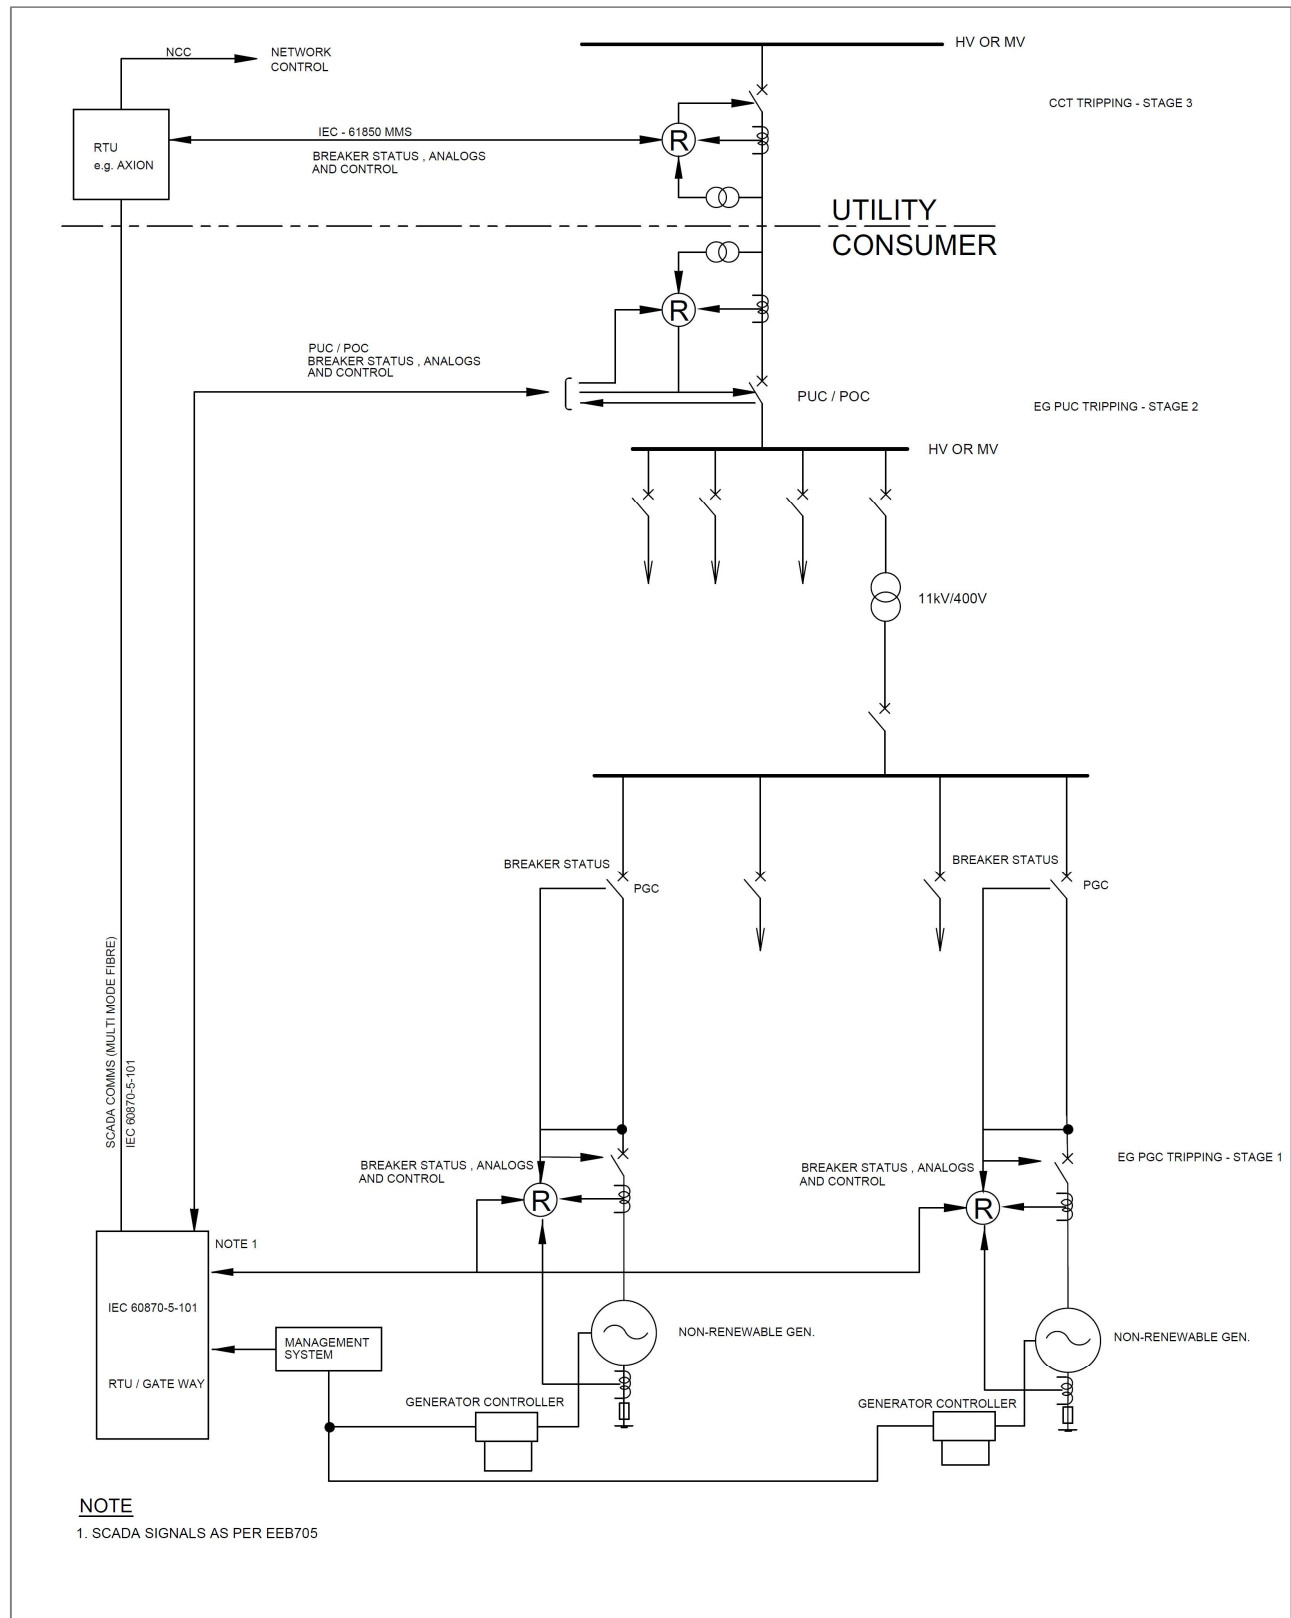 NCC
NETWORK
CONTROL
HV OR MV
CCT TRIPPING - STAGE 3
RTU
e.g. AXION
IEC - 61850 MMS
BREAKER STATUS , ANALOGS
AND CONTROL
R
UTILITY
CONSUMER
R
PUC / POC
BREAKER STATUS , ANALOGS
AND CONTROL
PUC / POC
EG PUC TRIPPING - STAGE 2
HV OR MV
11kV/400V
BREAKER STATUS
PGC
BREAKER STATUS
PGC
SCADA COMMS (MULTI MODE FIBRE)
IEC 60870-5-101
BREAKER STATUS , ANALOGS
AND CONTROL
R
BREAKER STATUS , ANALOGS
AND CONTROL
R
EG PGC TRIPPING - STAGE 1
NOTE 1
IEC 60870-5-101
RTU / GATE WAY
MANAGEMENT
SYSTEM
NON-RENEWABLE GEN.
NON-RENEWABLE GEN.
GENERATOR CONTROLLER
GENERATOR CONTROLLER
NOTE
1. SCADA SIGNALS AS PER EEB705